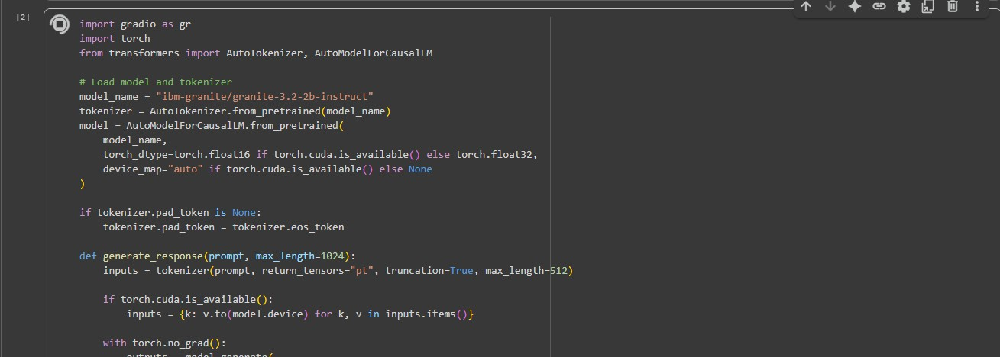 [2]
import gradio as gr
import torch
from transformers import AutoTokenizer, AutoModelForCausalLM

# Load model and tokenizer
model_name = "ibm-granite/granite-3.2-2b-instruct"
tokenizer = AutoTokenizer.from_pretrained(model_name)
model = AutoModelForCausalLM.from_pretrained(
    model_name,
    torch_dtype=torch.float16 if torch.cuda.is_available() else torch.float32,
    device_map="auto" if torch.cuda.is_available() else None
)

if tokenizer.pad_token is None:
    tokenizer.pad_token = tokenizer.eos_token

def generate_response(prompt, max_length=1024):
    inputs = tokenizer(prompt, return_tensors="pt", truncation=True, max_length=512)

    if torch.cuda.is_available():
        inputs = {k: v.to(model.device) for k, v in inputs.items()}

    with torch.no_grad():
        outputs = model.generate(